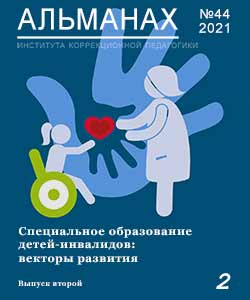 АЛЬМАНАХ
№44
2021
ИНСТИТУТА КОРРЕКЦИОННОЙ ПЕДАГОГИКИ
Специальное образование
детей-инвалидов:
векторы развития
Выпуск второй
2